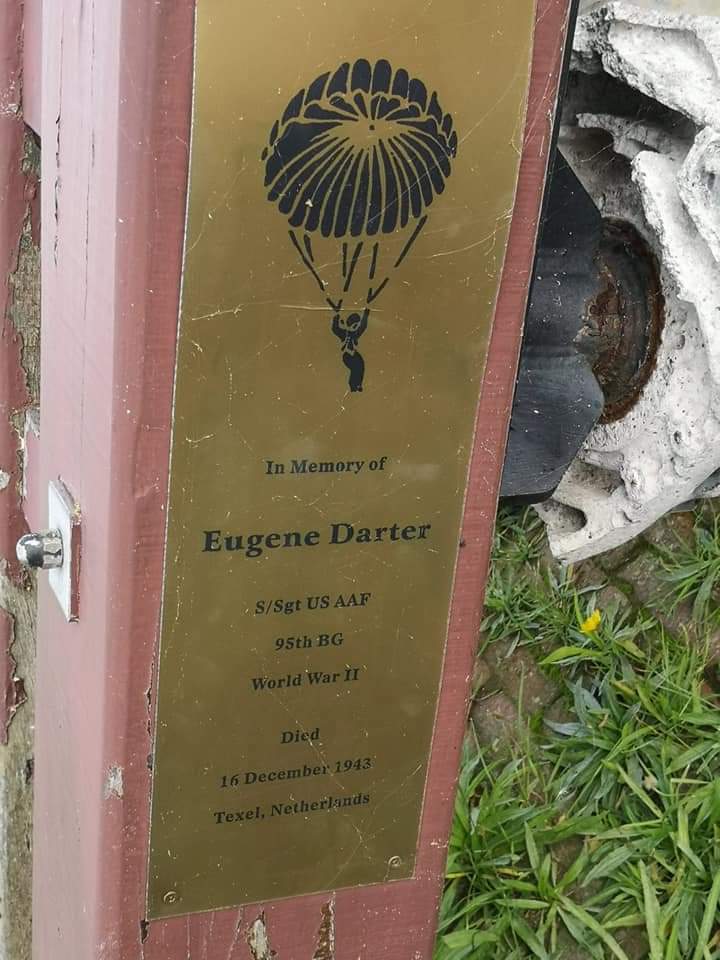 In Memory of
Eugene Darter
S/Sgt US AAF
95th BG
World War II
Died
16 December 1943
Texel, Netherlands